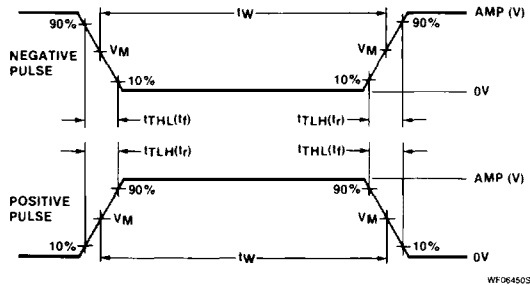 90%
tW
90%
AMP (V)
NEGATIVE
PULSE
VM
VM
10%
10%
0V
tTHL(tf)
tTLH(tr)
tTLH(tr)
tTHL(tf)
AMP (V)
POSITIVE
PULSE
90%
90%
VM
VM
10%
tW
10%
0V
WF06450S